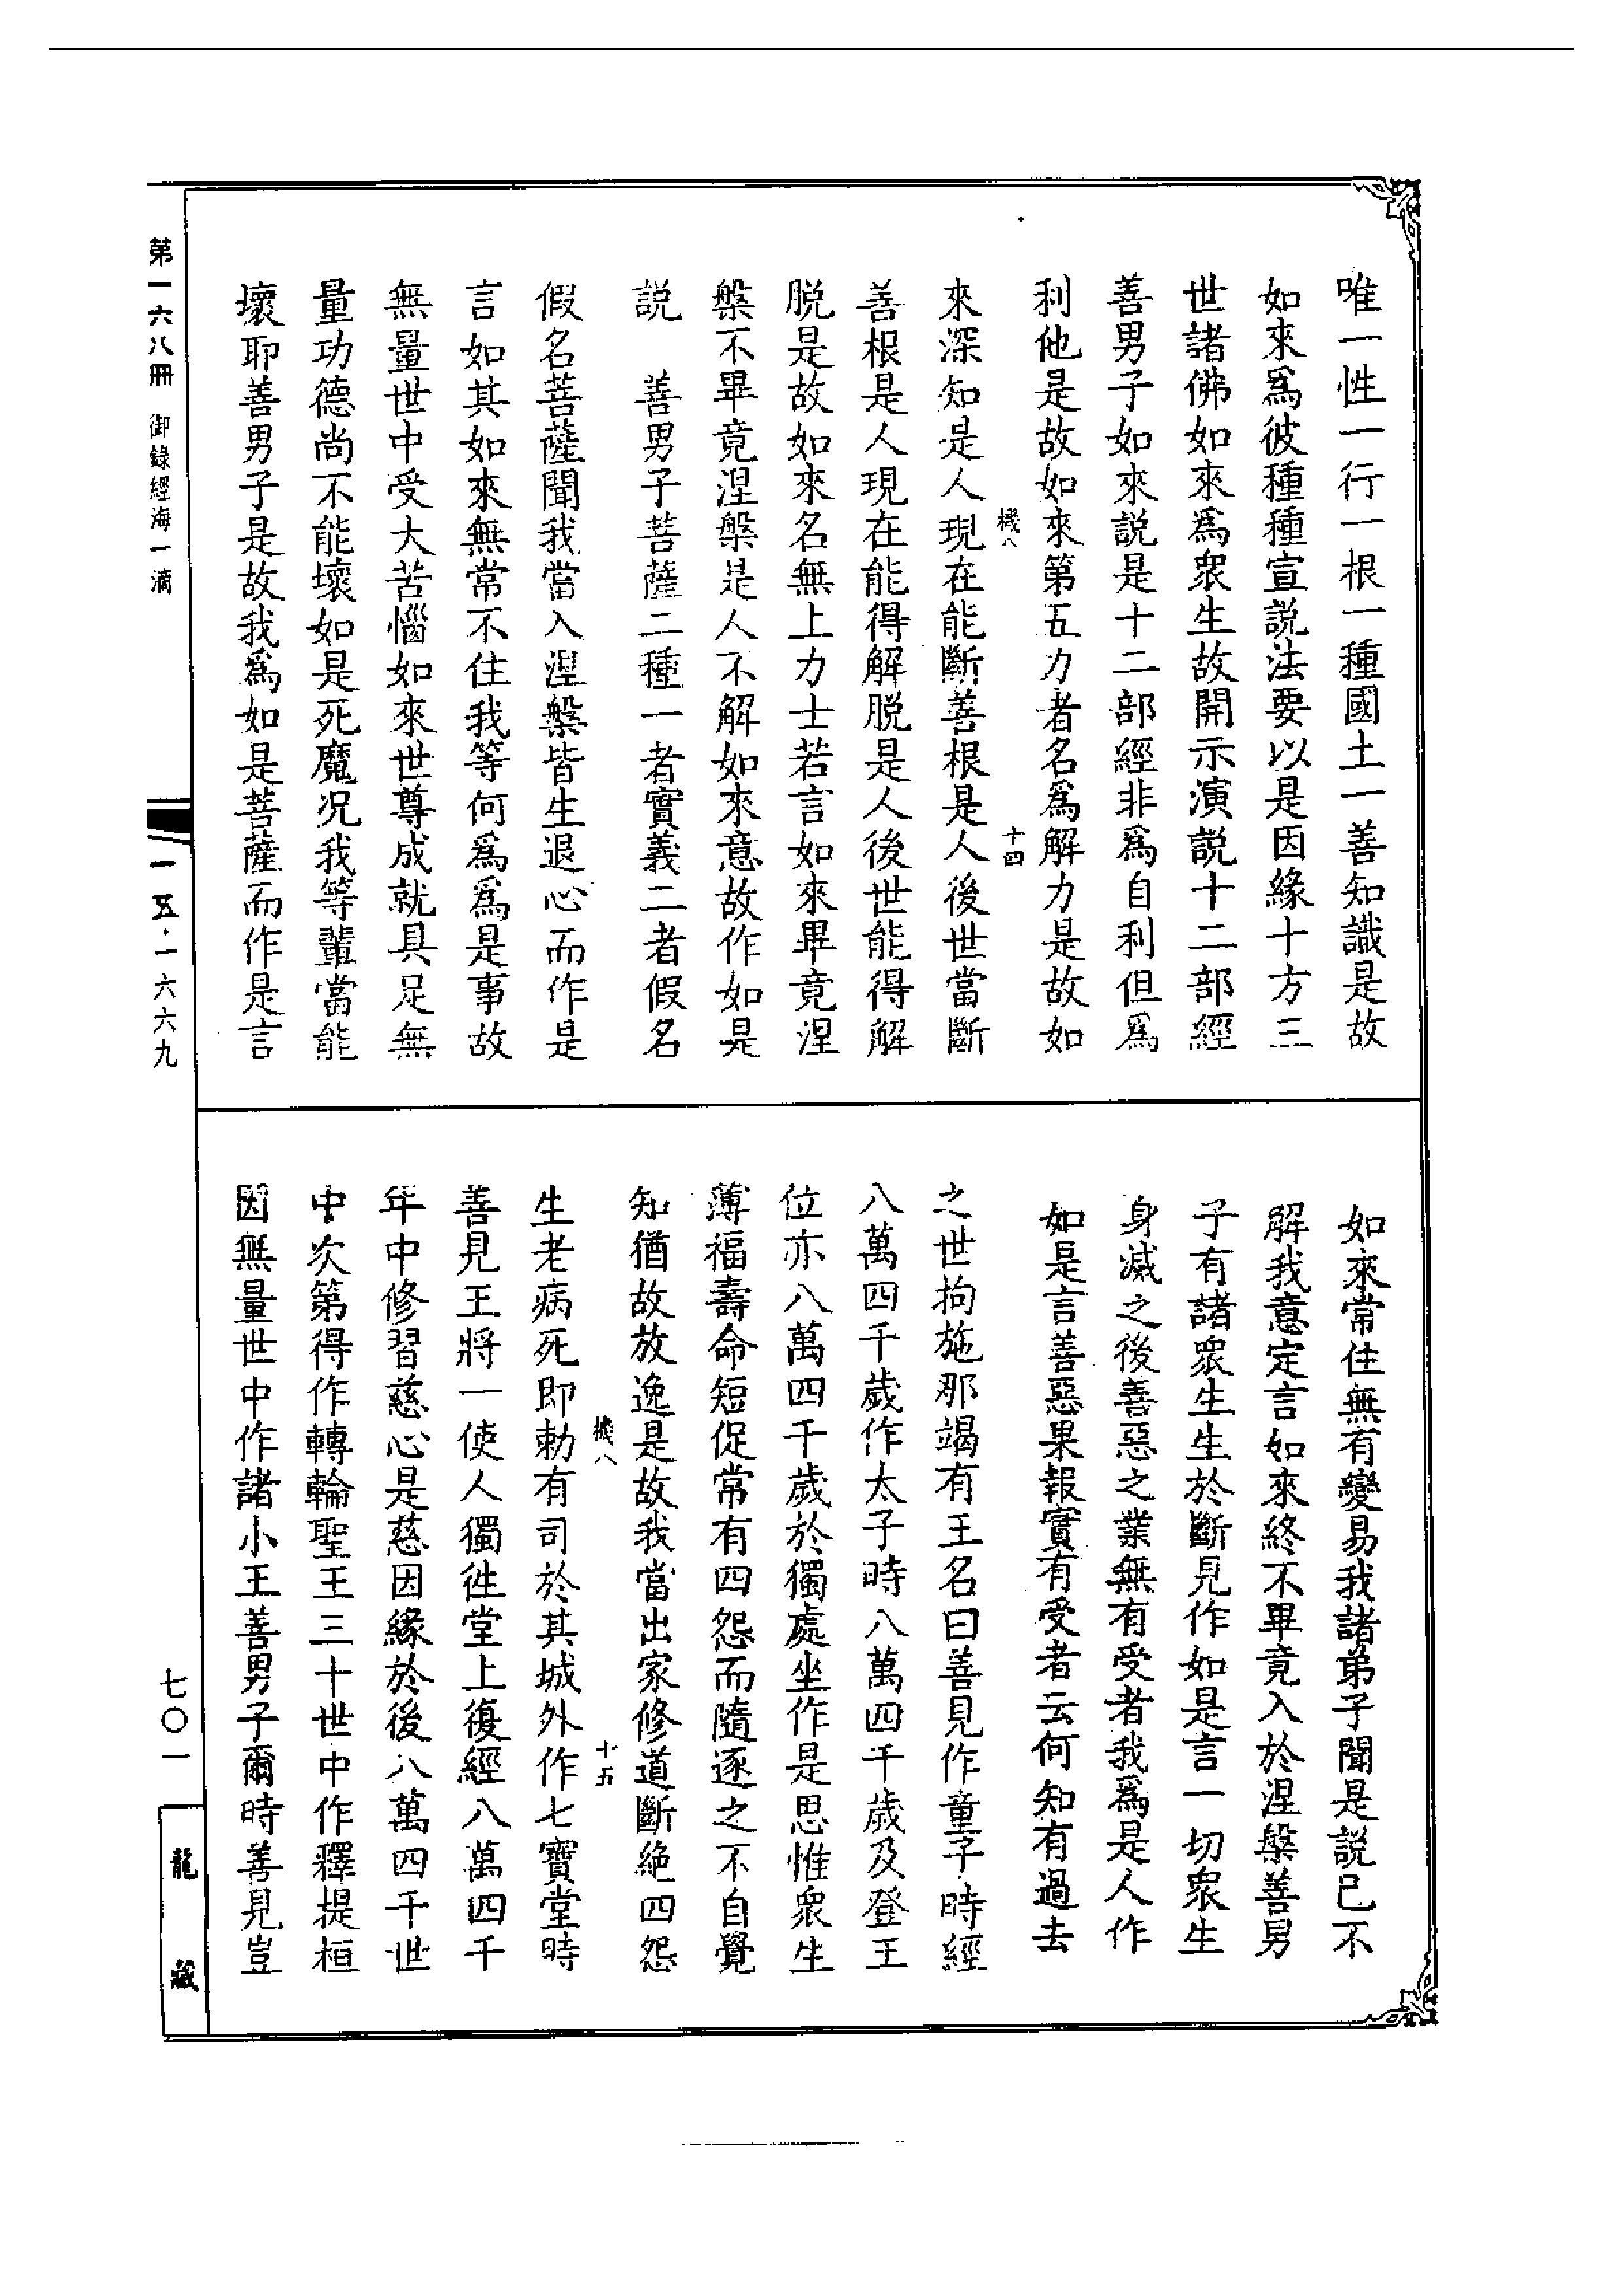 唯一性一行一根一種國土一善知識是故
如來爲彼種種宣説法要以是因緣十方三
世諸佛如來爲衆生故開示演説十二部經
善男子如來説是十二部經非爲自利但爲
利他是故如來第五力者名爲解力是故如
機八
十四
來深知是人現在能斷善根是人後世當斷
善根是人現在能得解脱是人後世能得解
脱是故如來名無上力士若言如來畢竟涅
槃不畢竟涅槃是人不解如來意故作如是
説　善男子菩薩二種一者實義二者假名
假名菩薩聞我當入涅槃皆生退心而作是
言如其如來無常不住我等何爲爲是事故
無量世中受大苦惱如來世尊成就具足無
量功德尚不能壞如是死魔况我等輩當能
壞耶善男子是故我爲如是菩薩而作是言
如來常住無有變易我諸弟子聞是説已不
解我意定言如來終不畢竟入於涅槃善男
子有諸衆生生於斷見作如是言一切衆生
身滅之後善惡之業無有受者我爲是人作
如是言善惡果報實有受者云何知有過去
之世拘施那竭有王名曰善見作童子時經
八萬四千歲作太子時八萬四千歲及登王
位亦八萬四千歲於獨處坐作是思惟衆生
薄福壽命短促常有四怨而隨逐之不自覺
知猶故放逸是故我當出家修道斷絶四怨
機八
十五
生老病死即勅有司於其城外作七寶堂時
善見王將一使人獨徃堂上復經八萬四千
年中修習慈心是慈因緣於後八萬四千世
中次第得作轉輪聖王三十世中作釋提桓
因無量世中作諸小王善男子爾時善見豈
第一六八冊　御錄經海一滴
一五·一六六九
七〇一
龍藏